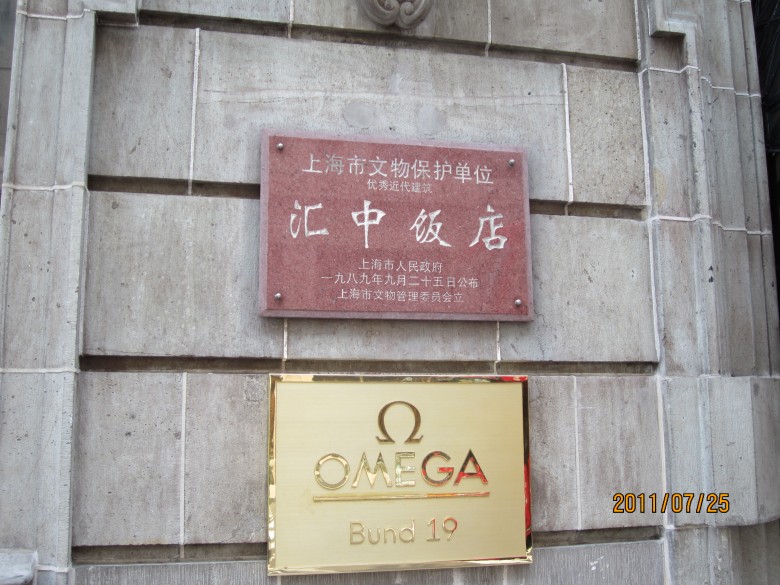 上海市文物保护单位
优秀近代建筑
汇中饭店
上海市人民政府
一九八九年九月二十五日公布
上海市文物管理委员会立
Ω
OMEGA
Bund 19
2011/07/25